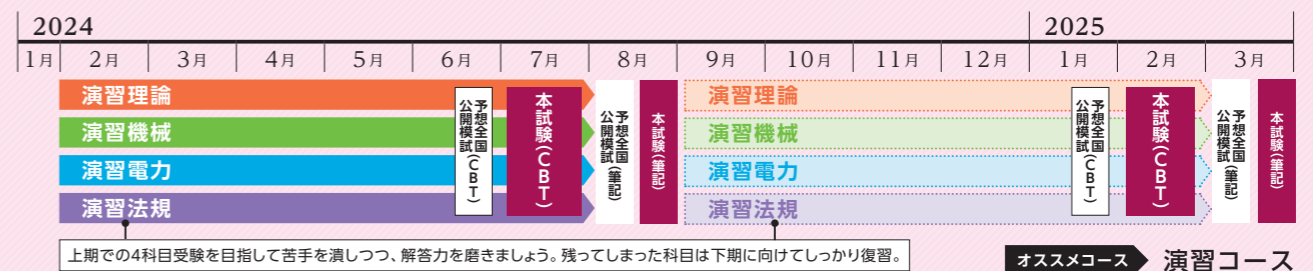 2024
2025
1月 2月 3月 4月 5月 6月 7月 8月 9月 10月 11月 12月 1月 2月 3月
演習理論
演習機械
演習電力
演習法規
予想全国
公開模試(CBT)
本試験(CBT)
予想全国
公開模試(筆記)
本試験(筆記)
演習理論
演習機械
演習電力
演習法規
予想全国
公開模試(CBT)
本試験(CBT)
予想全国
公開模試(筆記)
本試験(筆記)
上期での4科目受験を目指して苦手を潰しつつ、解答力を磨きましょう。残ってしまった科目は下期に向けてしっかり復習。
オススメコース 演習コース